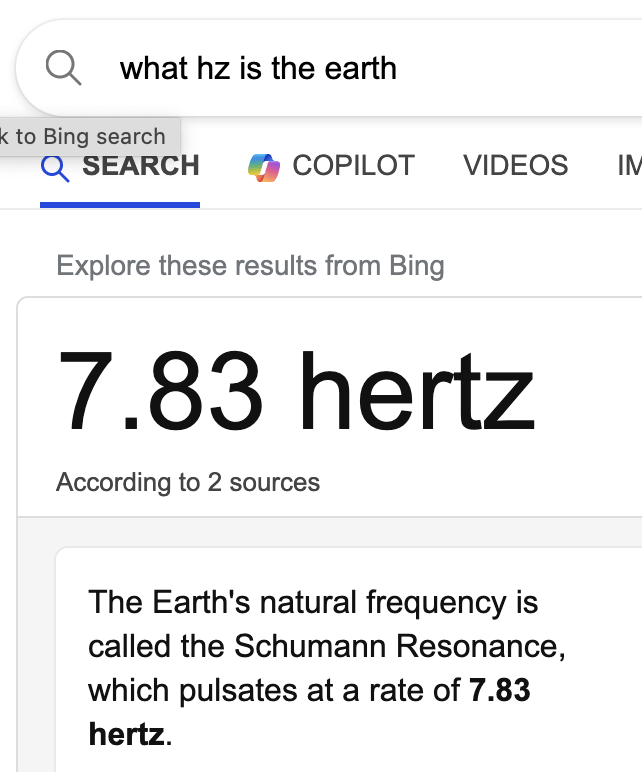 what hz is the earth
k to Bing search
SEARCH COPILOT VIDEOS IM
Explore these results from Bing
7.83 hertz
According to 2 sources
The Earth's natural frequency is
called the Schumann Resonance,
which pulsates at a rate of 7.83
hertz.